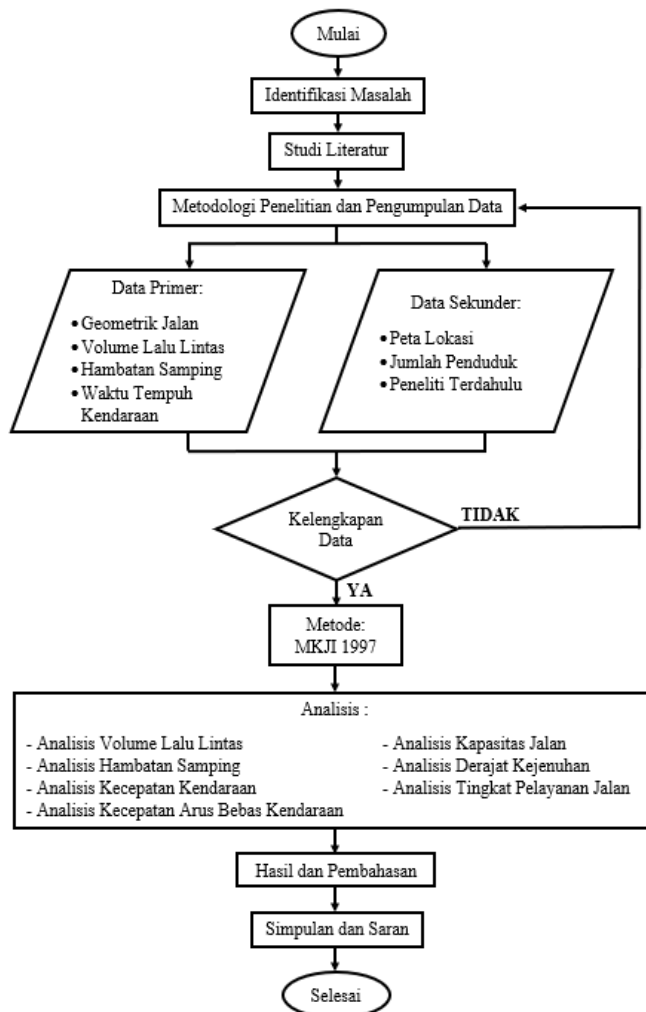 Mulai
Identifikasi Masalah
Studi Literatur
Metodologi Penelitian dan Pengumpulan Data
Data Primer:
• Geometrik Jalan
• Volume Lalu Lintas
• Hambatan Samping
• Waktu Tempuh
Kendaraan
Data Sekunder:
• Peta Lokasi
• Jumlah Penduduk
• Peneliti Terdahulu
Kelengkapan
Data
TIDAK
YA
Metode:
MKJI 1997
Analisis :
- Analisis Volume Lalu Lintas
- Analisis Hambatan Samping
- Analisis Kecepatan Kendaraan
- Analisis Kecepatan Arus Bebas Kendaraan
- Analisis Kapasitas Jalan
- Analisis Derajat Kejenuhan
- Analisis Tingkat Pelayanan Jalan
Hasil dan Pembahasan
Simpulan dan Saran
Selesai